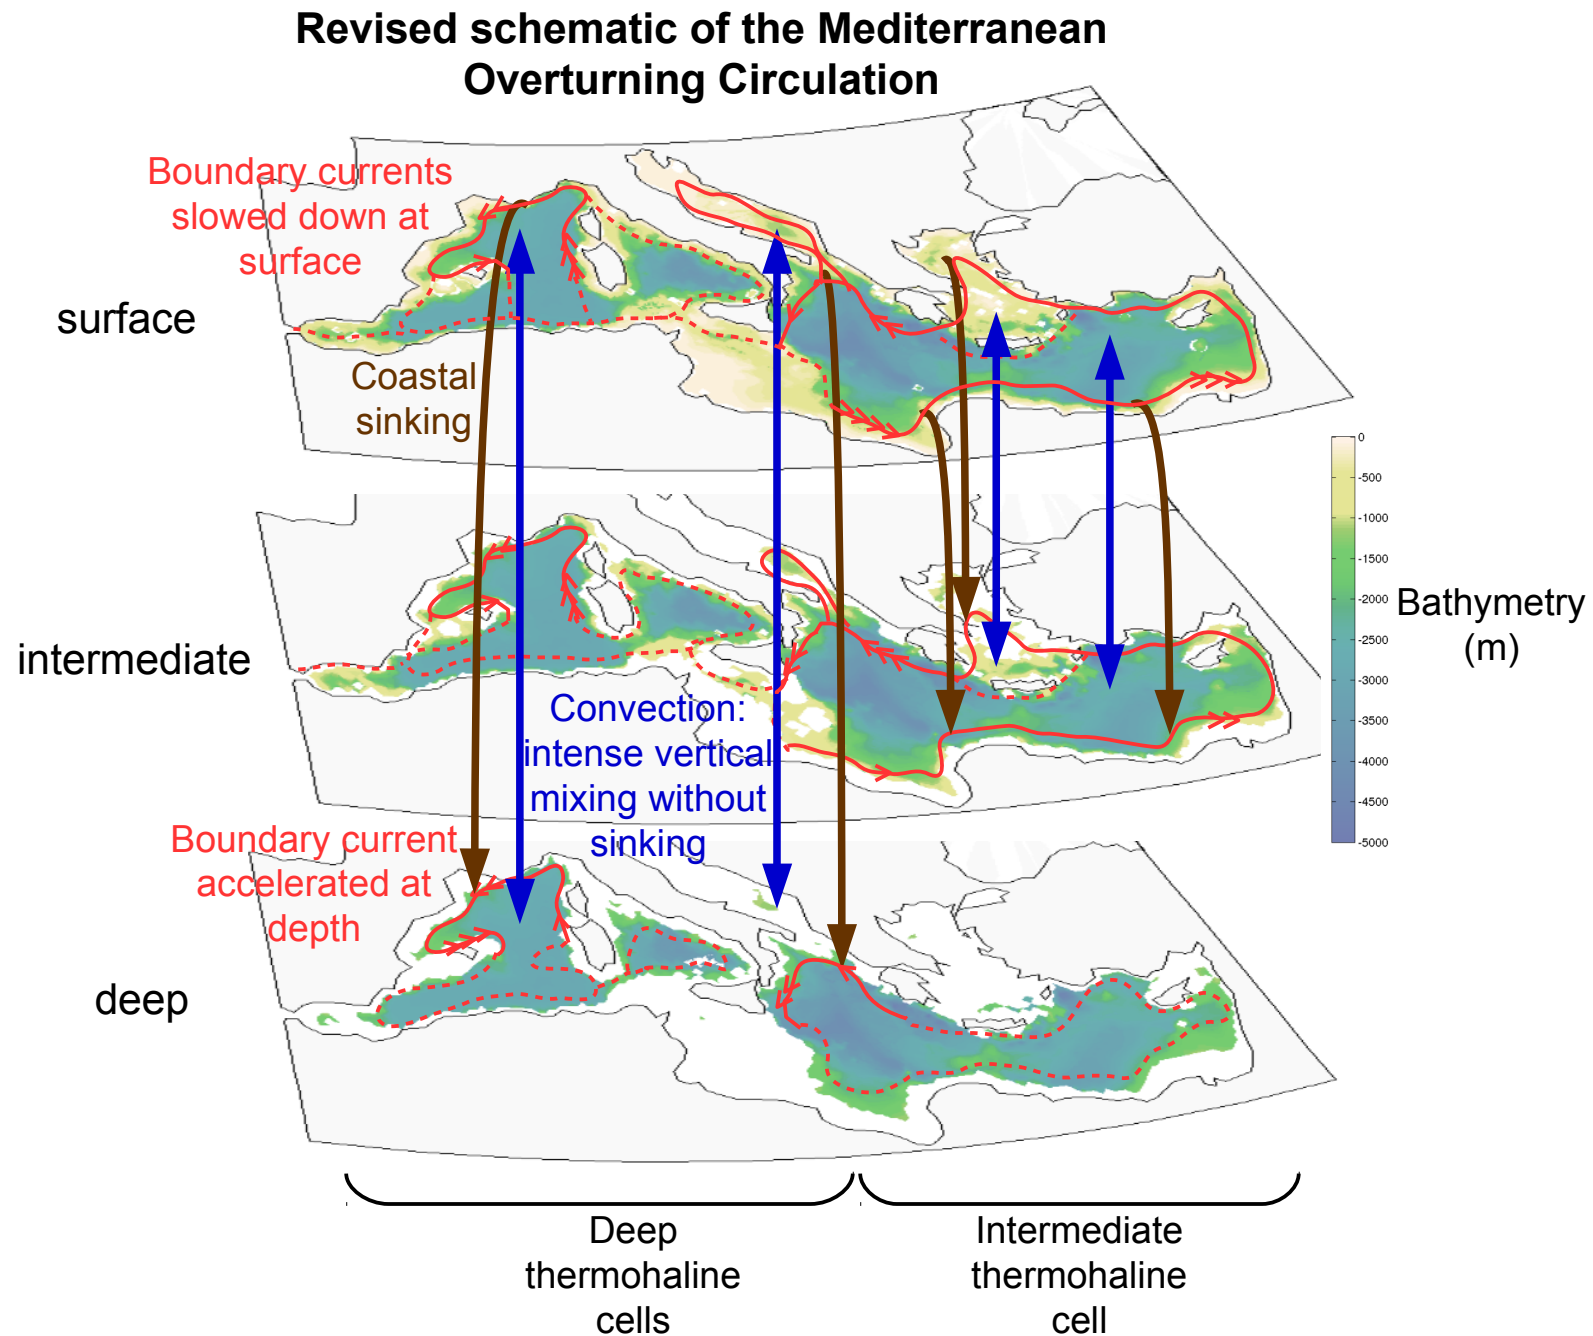 Revised schematic of the Mediterranean
Overturning Circulation
Boundary currents
slowed down at
surface
surface
Coastal
sinking
0
-500
-1000
-1500
-2000
-2500
-3000
-3500
-4000
-4500
-5000
Bathymetry
(m)
intermediate
Convection:
intense vertical
mixing without
sinking
Boundary current
accelerated at
depth
deep
Deep
thermohaline
cells
Intermediate
thermohaline
cell